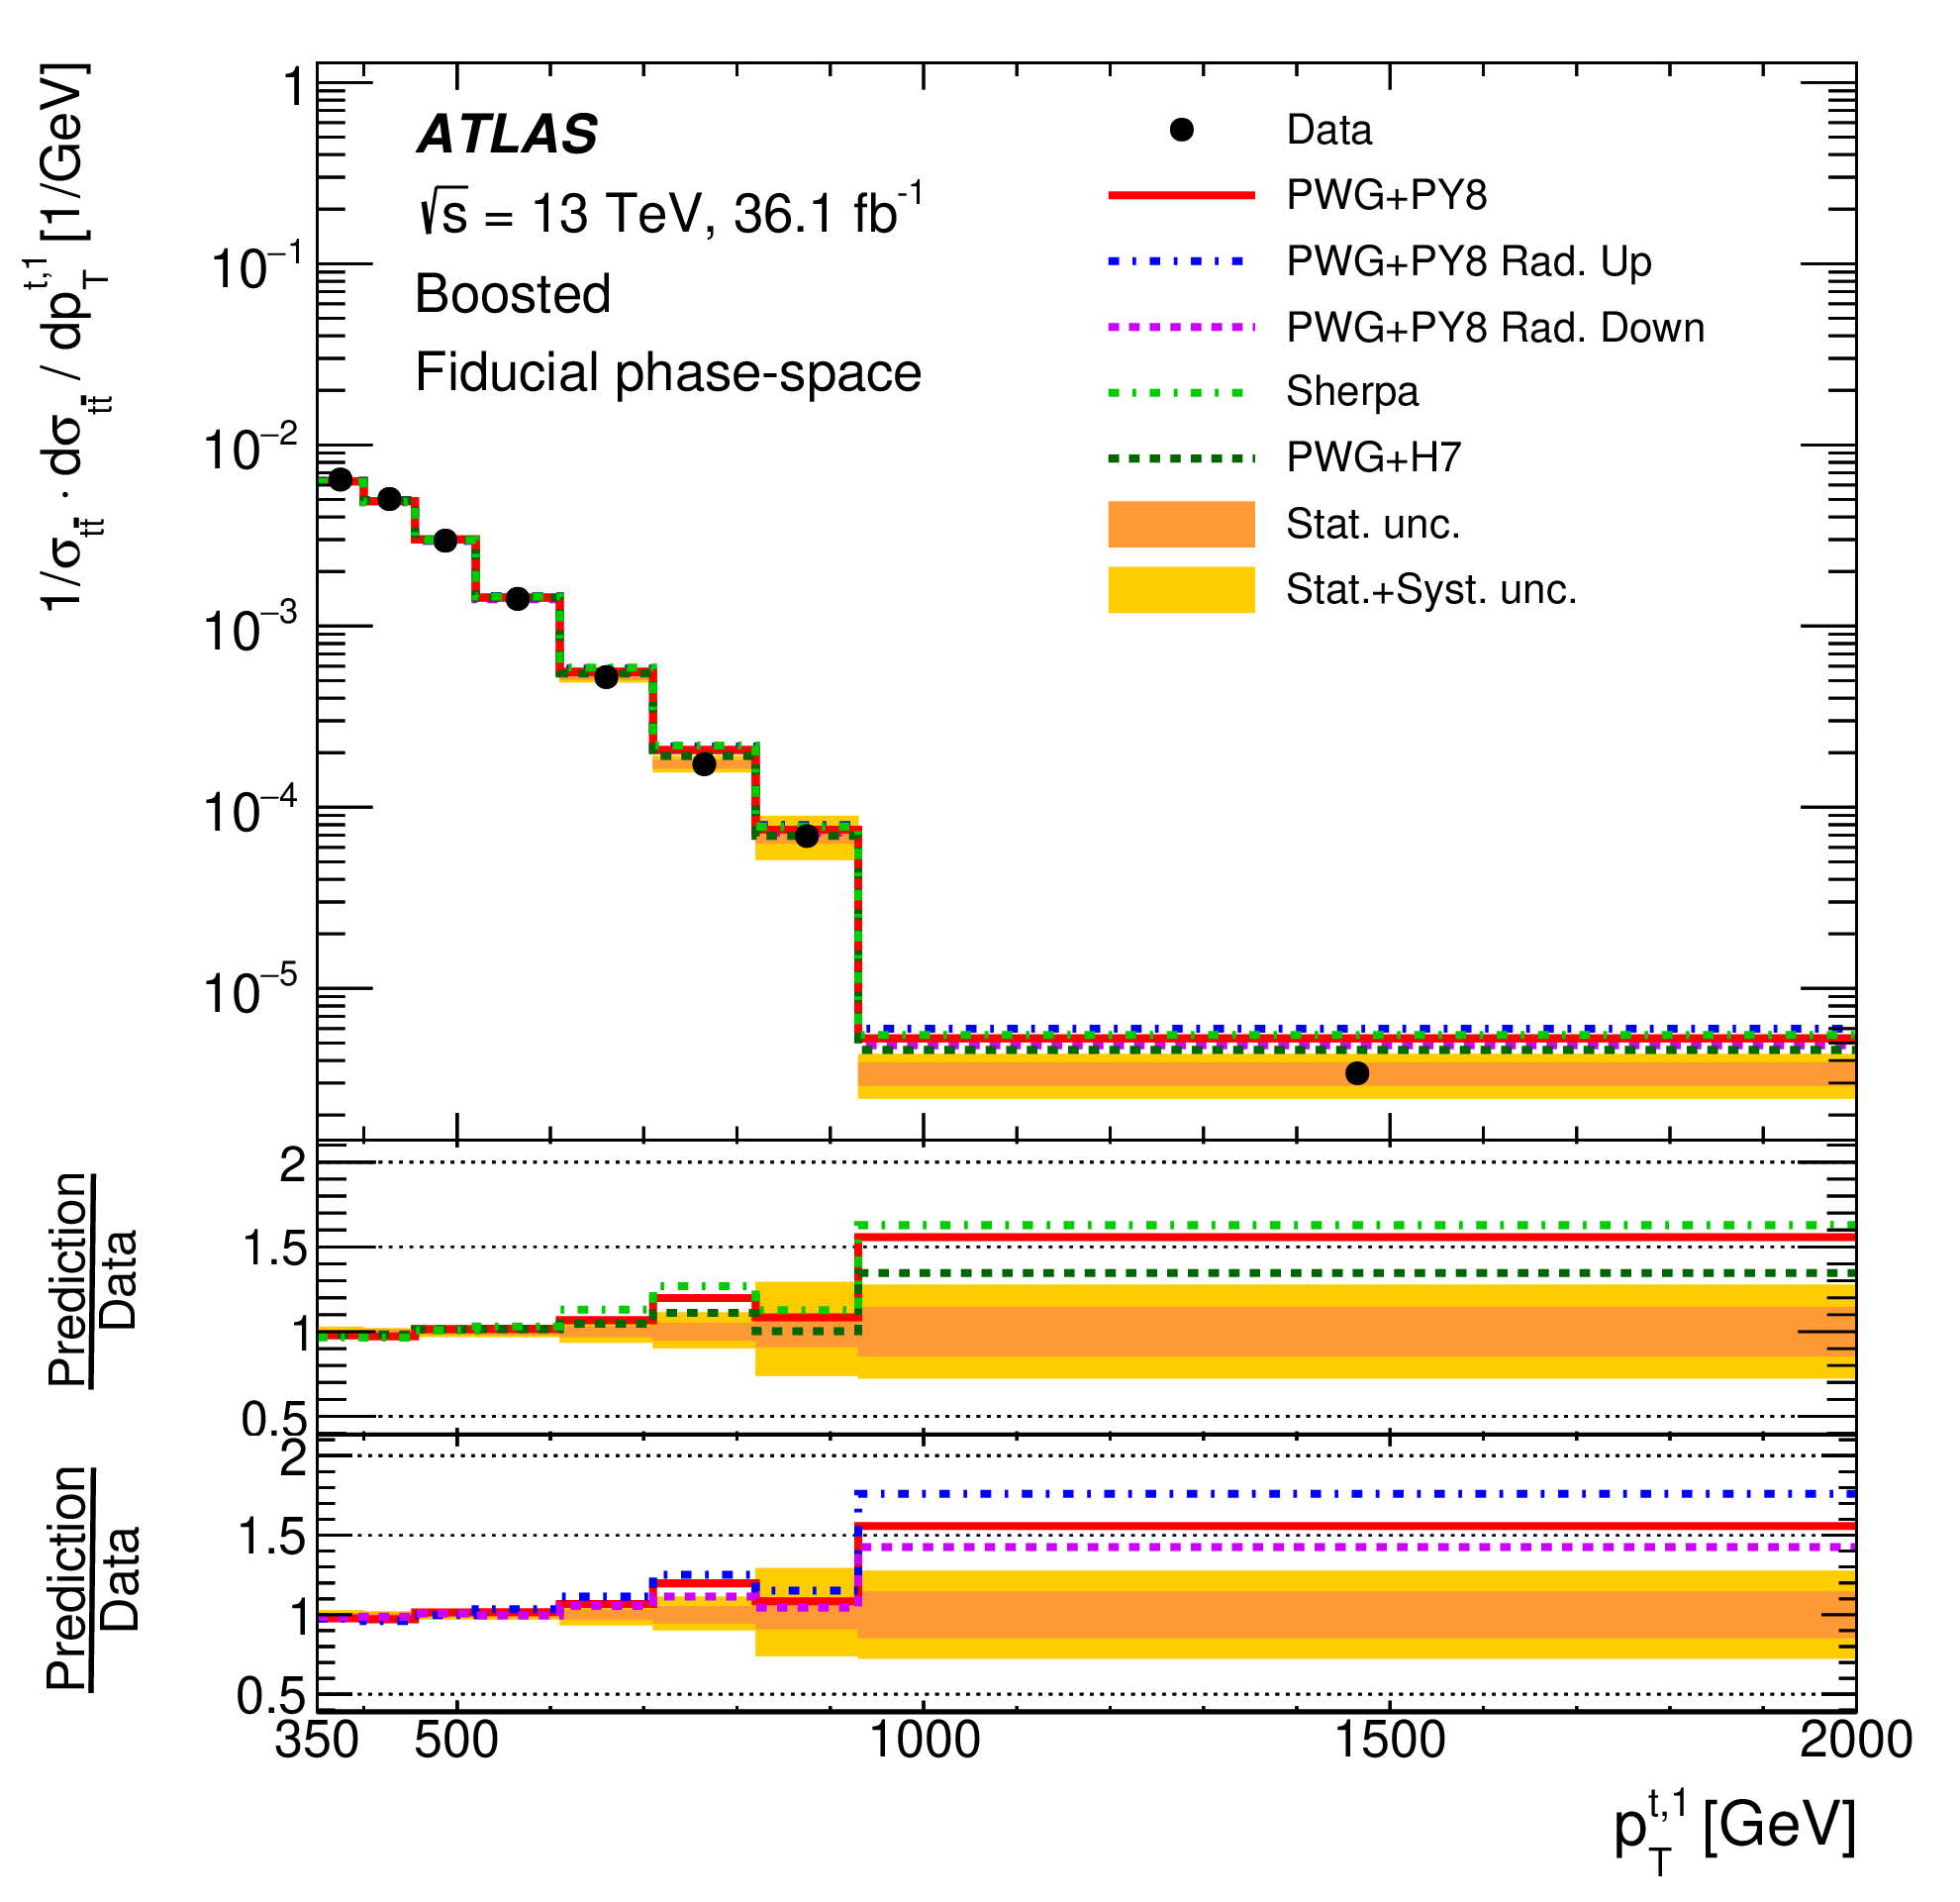 1/σ_tt̄ · dσ_tt̄ / dp_T^t,1 [1/GeV]
1
10⁻¹
10⁻²
10⁻³
10⁻⁴
10⁻⁵
ATLAS
√s = 13 TeV, 36.1 fb⁻¹
Boosted
Fiducial phase-space
Data
PWG+PY8
PWG+PY8 Rad. Up
PWG+PY8 Rad. Down
Sherpa
PWG+H7
Stat. unc.
Stat.+Syst. unc.
Prediction
Data
2
1.5
1
0.5
Prediction
Data
2
1.5
1
0.5
350 500 1000 1500 2000
p_T^t,1 [GeV]